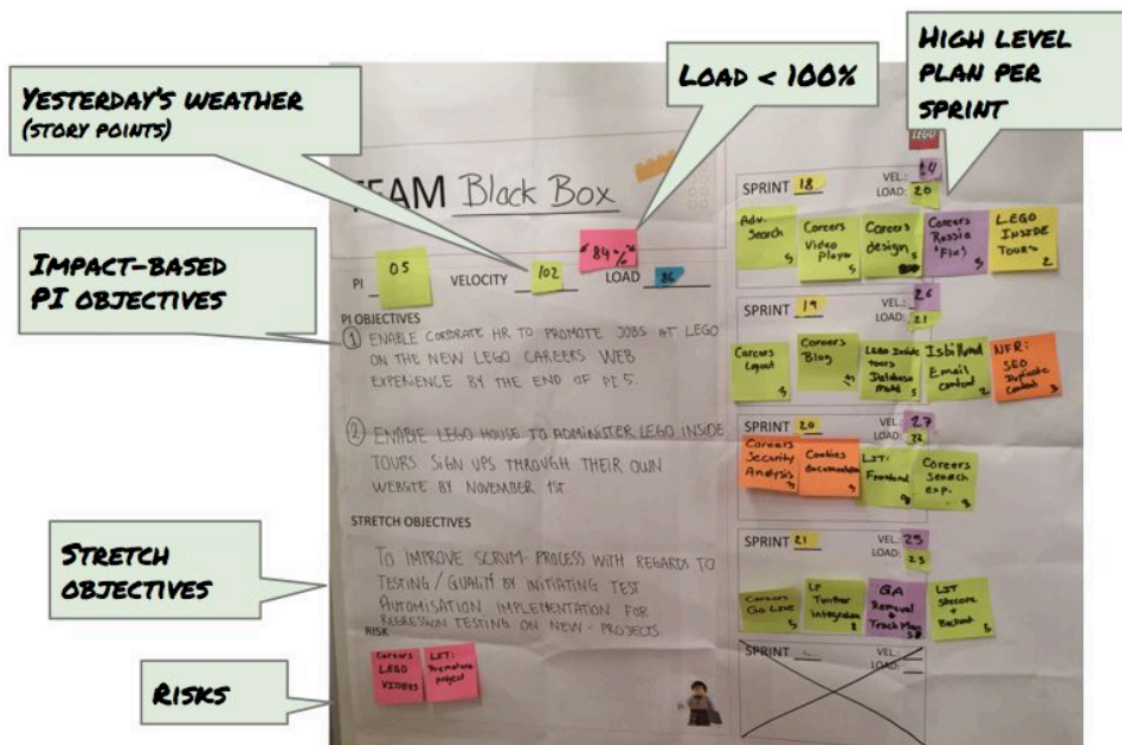 HIGH LEVEL
PLAN PER
SPRINT
LOAD < 100%
YESTERDAY'S WEATHER
(STORY POINTS)
IMPACT-BASED
PI OBJECTIVES
STRETCH
OBJECTIVES
RISKS
LEGO
TEAM Black Box
84%
PI 05 VELOCITY 102 LOAD 86
PI OBJECTIVES
1 ENABLE CORPORATE HR TO PROMOTE JOBS AT LEGO
ON THE NEW LEGO CAREERS WEB
EXPERIENCE BY THE END OF PI 5.
2 ENABLE LEGO HOUSE TO ADMINISTER LEGO INSIDE
TOURS SIGN UPS THROUGH THEIR OWN
WEBSITE BY NOVEMBER 1ST
STRETCH OBJECTIVES
TO IMPROVE SCRUM-PROCESS WITH REGARDS TO
TESTING / QUALITY BY INITIATING TEST
AUTOMISATION IMPLEMENTATION FOR
REGRESSION TESTING ON NEW-PROJECTS
RISK
Careers
LEGO
VIDEOS
LIT:
Premature
project
SPRINT 18 VEL.: 24
LOAD: 20
Adv.
Search
5
Careers
Video
Player
5
Careers
design
5
Careers
Russia
"Fix"
5
LEGO
INSIDE
TOURS
2
SPRINT 19 VEL.: 26
LOAD: 21
Careers
Layout
Careers
Blog
LEGO Inside
tours
Database
5
Email
content
2
NFR:
SEO
Duplicate
content
3
SPRINT 20 VEL.: 27
LOAD: 22
Careers
Security
Analysis
Cookies
documentation
LIT:
Frontend
8
Careers
Search
exp.
8
SPRINT 21 VEL.: 25
LOAD: 23
Careers
Go Live
5
LP
Twitter
integration
QA
Removal
+
LIT
Sitecore
+
Backend
SPRINT VEL.:
LOAD: